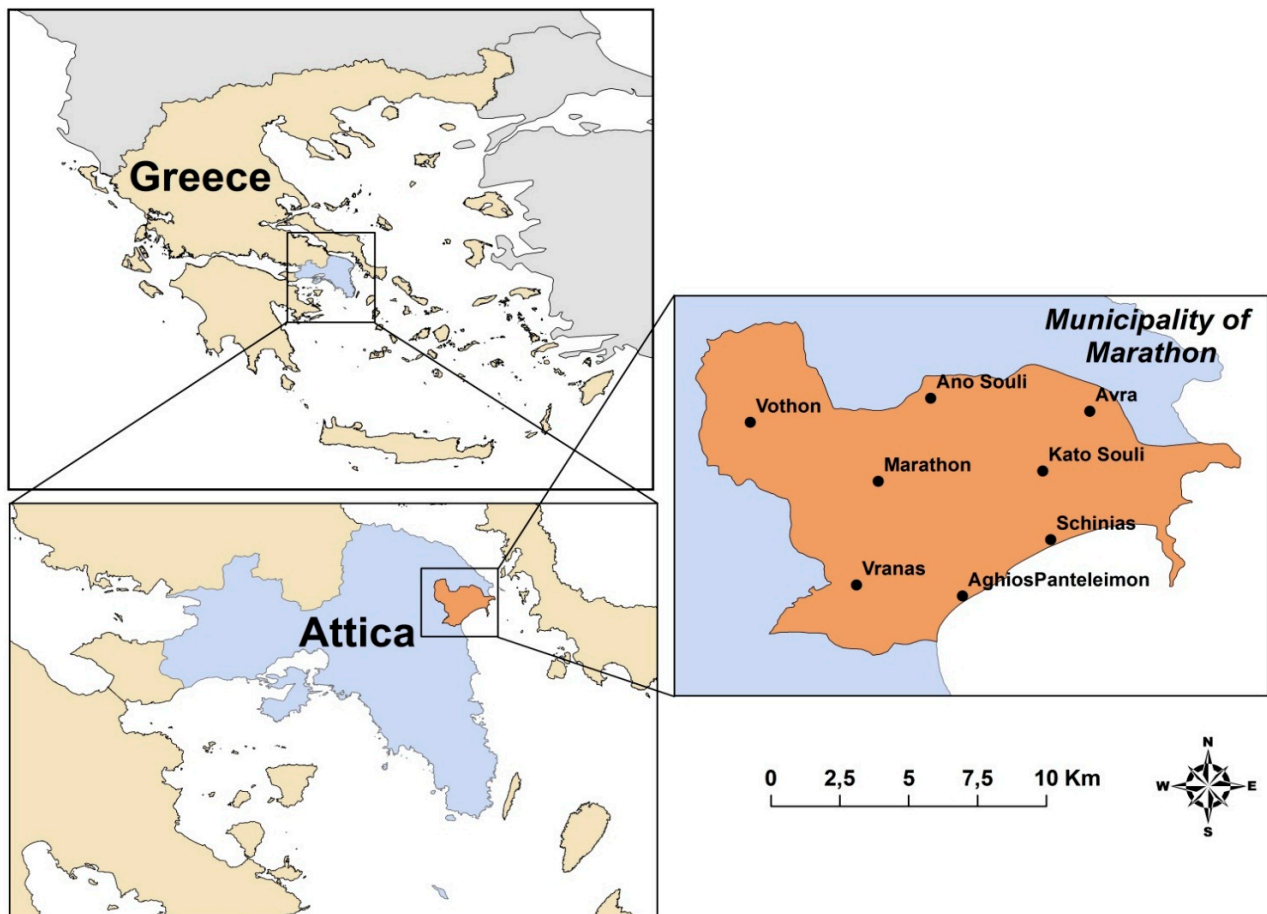 Greece
Municipality of
Marathon
Ano Souli
Avra
Vothon
Marathon
Kato Souli
Schinias
Vranas
AghiosPanteleimon
Attica
0 2,5 5 7,5 10 Km
N
W E
S